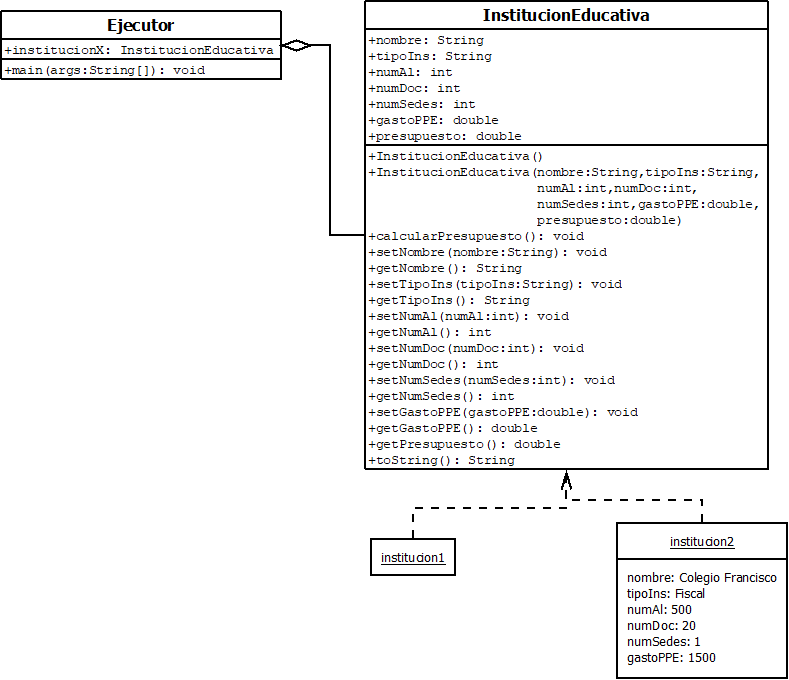 Ejecutor
+institucionX: InstitucionEducativa
+main(args:String[]): void
InstitucionEducativa
+nombre: String
+tipoIns: String
+numAl: int
+numDoc: int
+numSedes: int
+gastoPPE: double
+presupuesto: double
+InstitucionEducativa()
+InstitucionEducativa(nombre:String,tipoIns:String,
numAl:int,numDoc:int,
numSedes:int,gastoPPE:double,
presupuesto:double)
+calcularPresupuesto(): void
+setNombre(nombre:String): void
+getNombre(): String
+setTipoIns(tipoIns:String): void
+getTipoIns(): String
+setNumAl(numAl:int): void
+getNumAl(): int
+setNumDoc(numDoc:int): void
+getNumDoc(): int
+setNumSedes(numSedes:int): void
+getNumSedes(): int
+setGastoPPE(gastoPPE:double): void
+getGastoPPE(): double
+getPresupuesto(): double
+toString(): String
institucion1
institucion2
nombre: Colegio Francisco
tipoIns: Fiscal
numAl: 500
numDoc: 20
numSedes: 1
gastoPPE: 1500